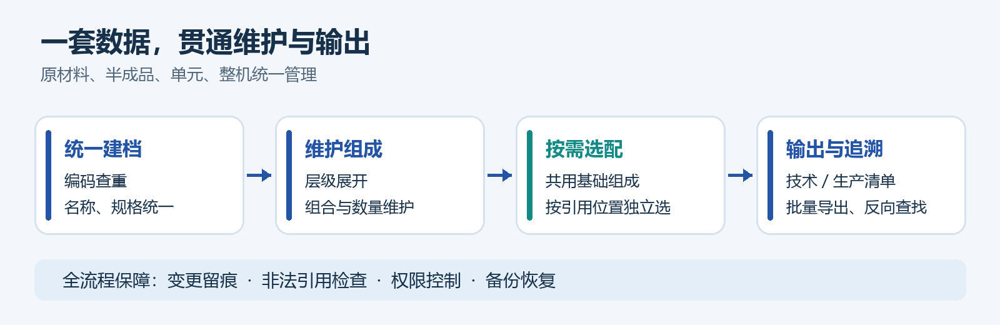 一套数据，贯通维护与输出
原材料、半成品、单元、整机统一管理
统一建档
编码查重
名称、规格统一
维护组成
层级展开
组合与数量维护
按需选配
共用基础组成
按引用位置独立选
输出与追溯
技术 / 生产清单
批量导出、反向查找
全流程保障：变更留痕 · 非法引用检查 · 权限控制 · 备份恢复